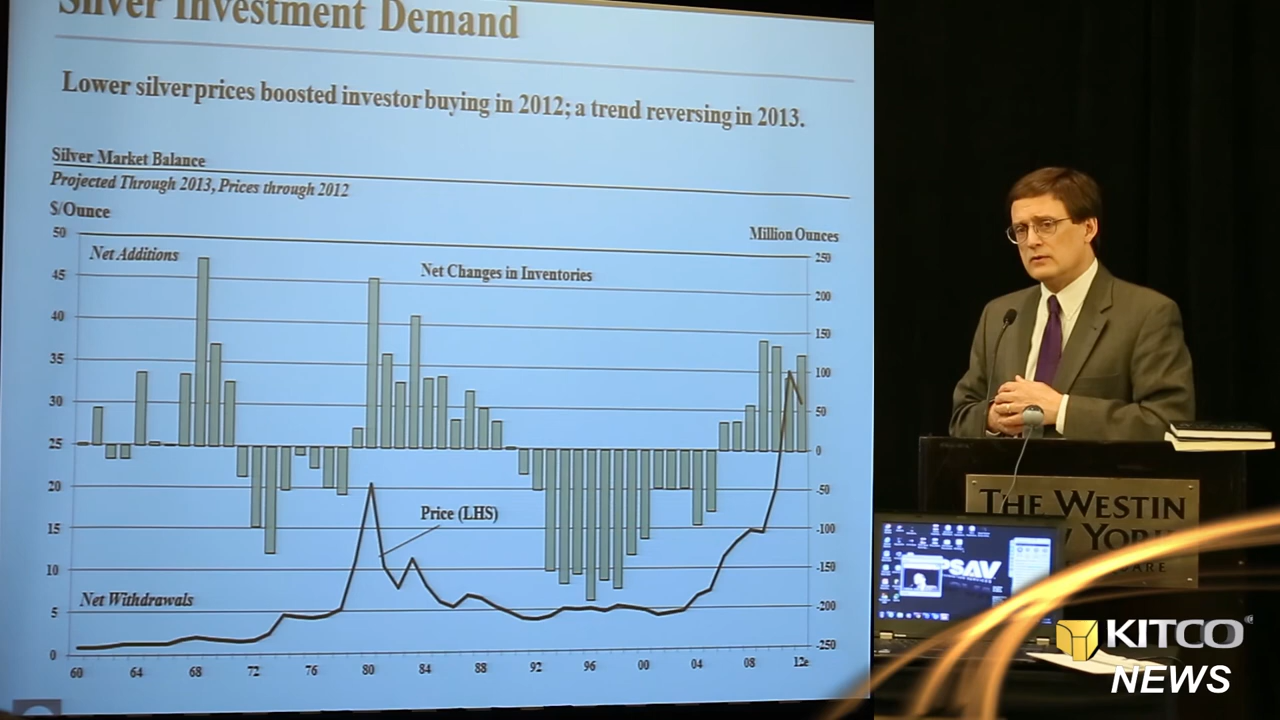 Silver Investment Demand
Lower silver prices boosted investor buying in 2012; a trend reversing in 2013.
Silver Market Balance
Projected Through 2013, Prices through 2012
$/Ounce
Million Ounces
Net Additions
Net Changes in Inventories
50
45
40
35
30
25
20
15
10
5
0
250
200
150
100
50
0
-50
-100
-150
-200
-250
Price (LHS)
Net Withdrawals
60 64 68 72 76 80 84 88 92 96 00 04 08 12e
THE WESTIN
PSAV
KITCO
NEWS